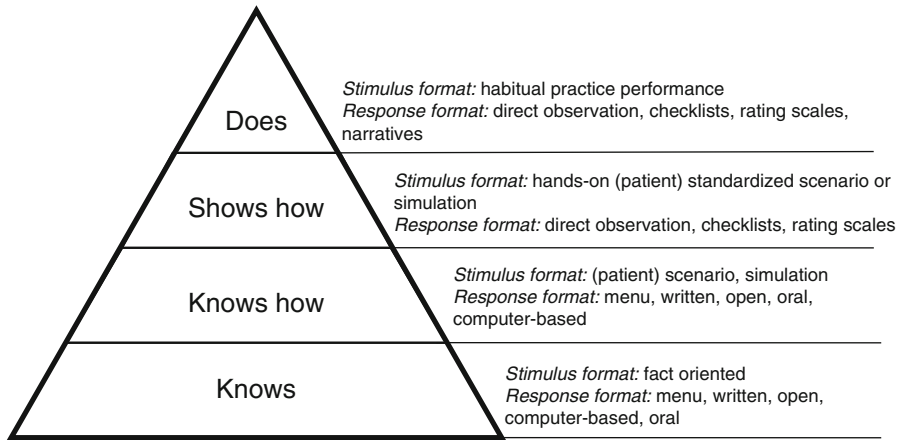 Does
Stimulus format: habitual practice performance
Response format: direct observation, checklists, rating scales,
narratives
Shows how
Stimulus format: hands-on (patient) standardized scenario or
simulation
Response format: direct observation, checklists, rating scales
Knows how
Stimulus format: (patient) scenario, simulation
Response format: menu, written, open, oral,
computer-based
Knows
Stimulus format: fact oriented
Response format: menu, written, open,
computer-based, oral